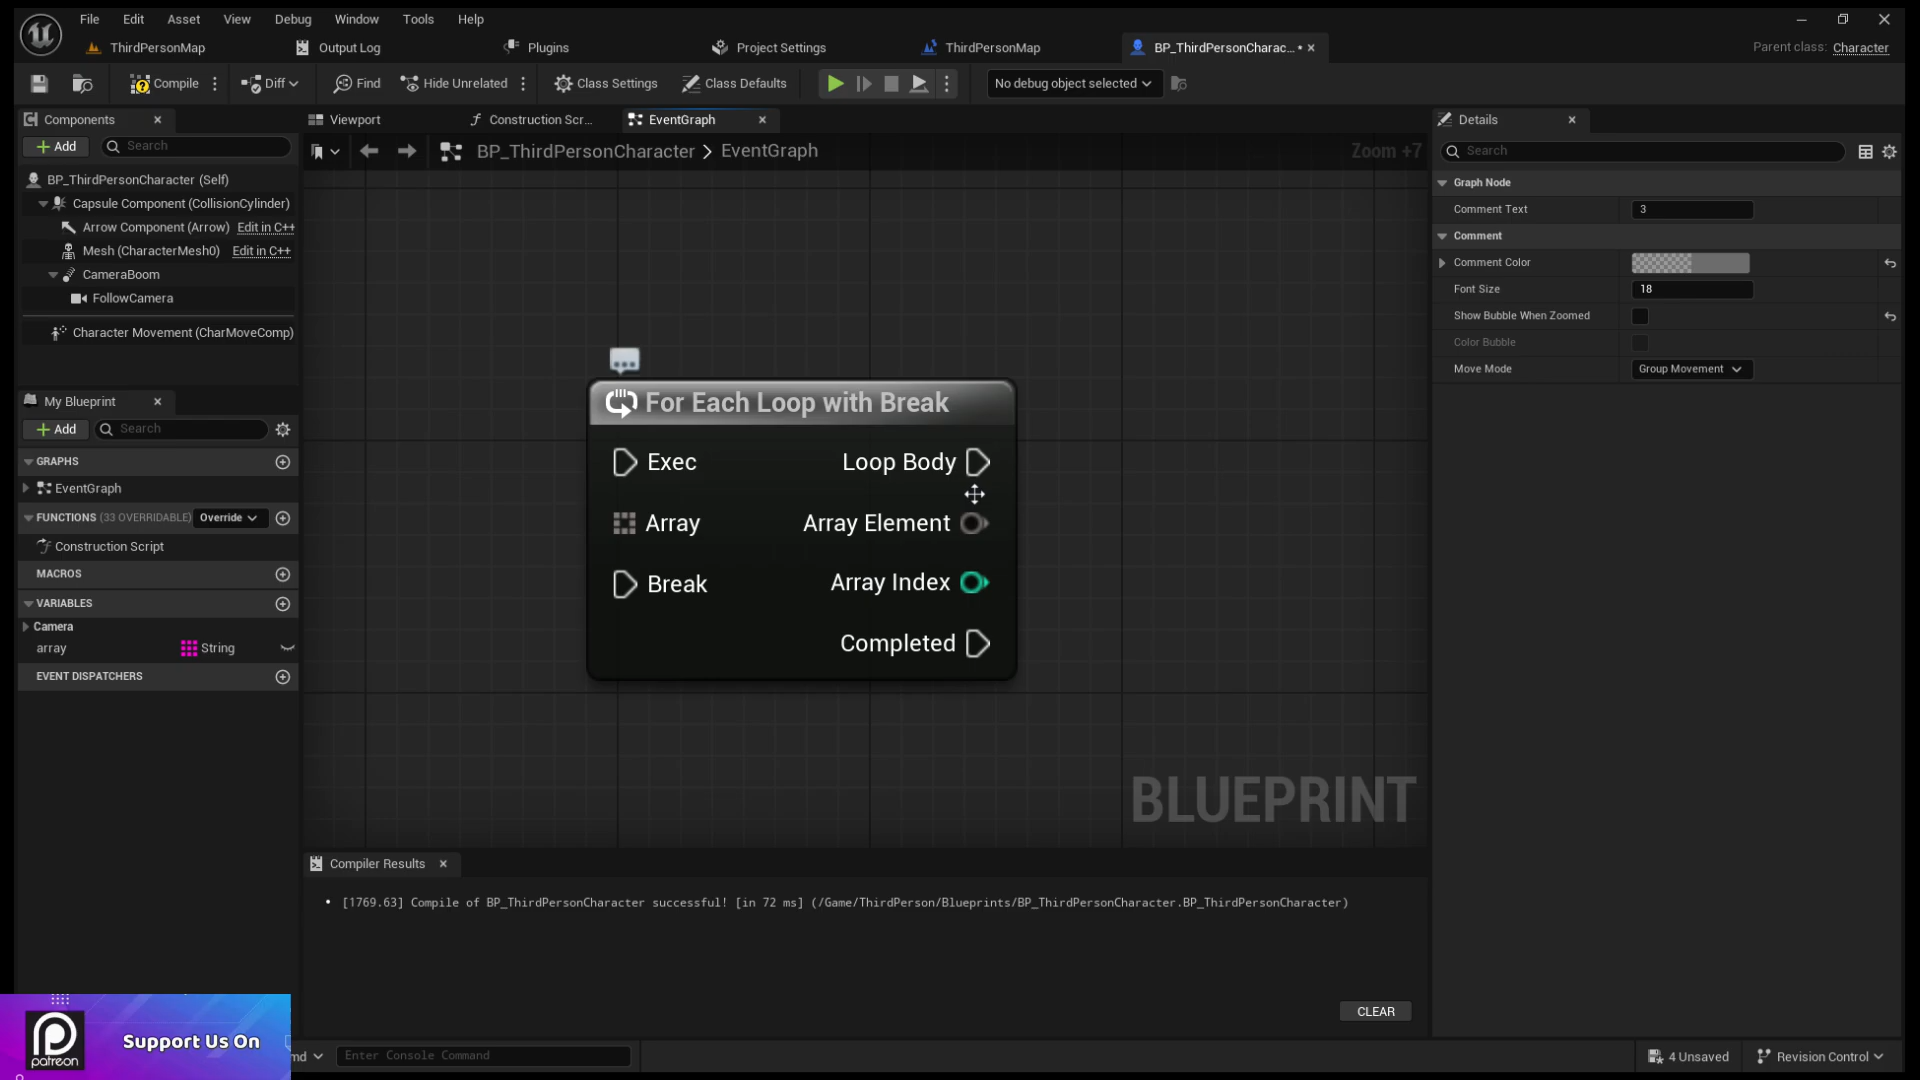 File Edit Asset View Debug Window Tools Help
ThirdPersonMap Output Log Plugins Project Settings ThirdPersonMap BP_ThirdPersonCharac... • Parent class: Character
Compile Diff Find Hide Unrelated Class Settings Class Defaults No debug object selected
Components
Add Search
BP_ThirdPersonCharacter (Self)
Capsule Component (CollisionCylinder)
Arrow Component (Arrow) Edit in C++
Mesh (CharacterMesh0) Edit in C++
CameraBoom
FollowCamera
Character Movement (CharMoveComp)
My Blueprint
Add Search
GRAPHS
EventGraph
FUNCTIONS (33 OVERRIDABLE) Override
Construction Script
MACROS
VARIABLES
Camera
array String
EVENT DISPATCHERS
Viewport Construction Scr... EventGraph
BP_ThirdPersonCharacter > EventGraph Zoom +7
For Each Loop with Break
Exec Loop Body
Array Array Element
Break Array Index
Completed
BLUEPRINT
Compiler Results
• [1769.63] Compile of BP_ThirdPersonCharacter successful! [in 72 ms] (/Game/ThirdPerson/Blueprints/BP_ThirdPersonCharacter.BP_ThirdPersonCharacter)
CLEAR
Details
Search
Graph Node
Comment Text 3
Comment
Comment Color
Font Size 18
Show Bubble When Zoomed
Color Bubble
Move Mode Group Movement
patreon Support Us On
md Enter Console Command 4 Unsaved Revision Control